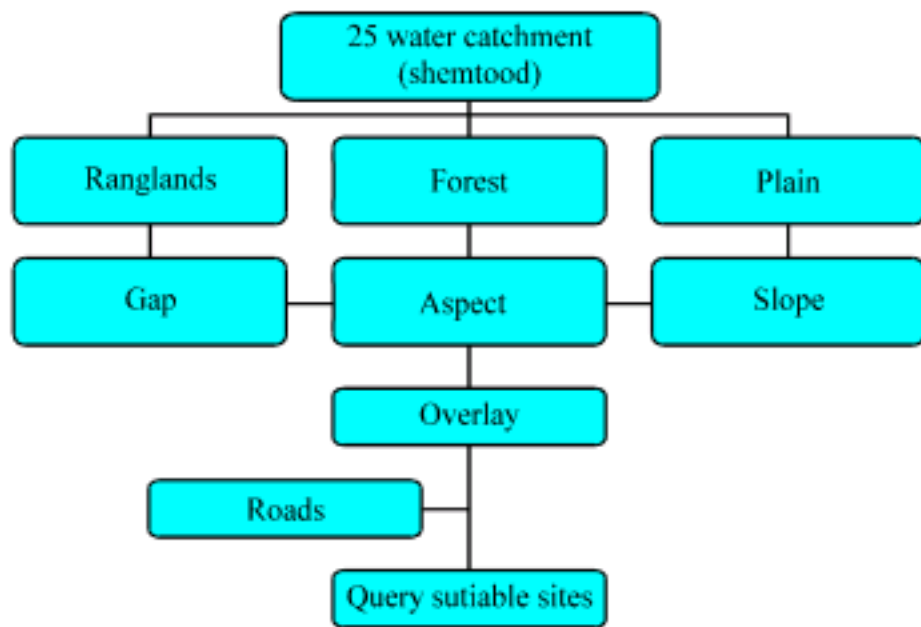 25 water catchment
(shemtood)
Ranglands
Forest
Plain
Gap
Aspect
Slope
Overlay
Roads
Query sutiable sites